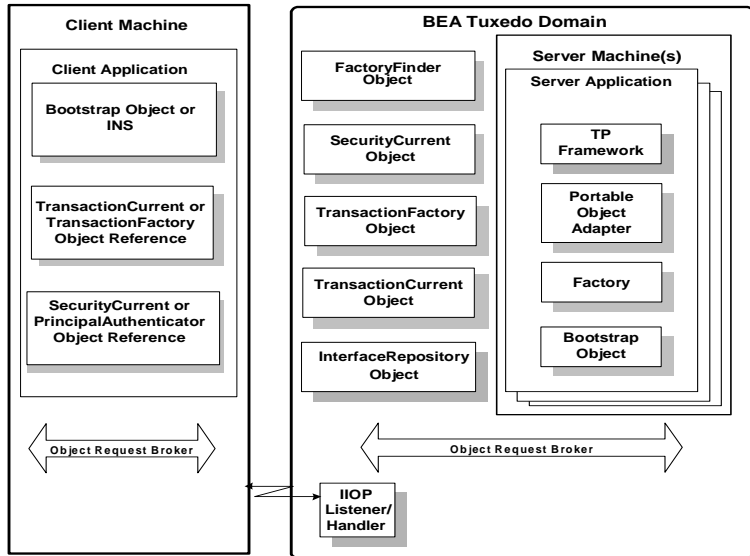 Client Machine
Client Application
Bootstrap Object or
INS
TransactionCurrent or
TransactionFactory
Object Reference
SecurityCurrent or
PrincipalAuthenticator
Object Reference
Object Request Broker
BEA Tuxedo Domain
FactoryFinder
Object
SecurityCurrent
Object
TransactionFactory
Object
TransactionCurrent
Object
InterfaceRepository
Object
Server Machine(s)
Server Application
TP
Framework
Portable
Object
Adapter
Factory
Bootstrap
Object
Object Request Broker
IIOP
Listener/
Handler